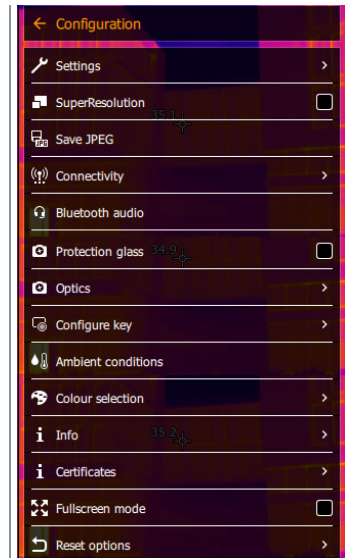 Configuration
Settings
SuperResolution
35.1
Save JPEG
Connectivity
Bluetooth audio
Protection glass 34.9
Optics
Configure key
Ambient conditions
Colour selection
Info 35.2
Certificates
Fullscreen mode
Reset options